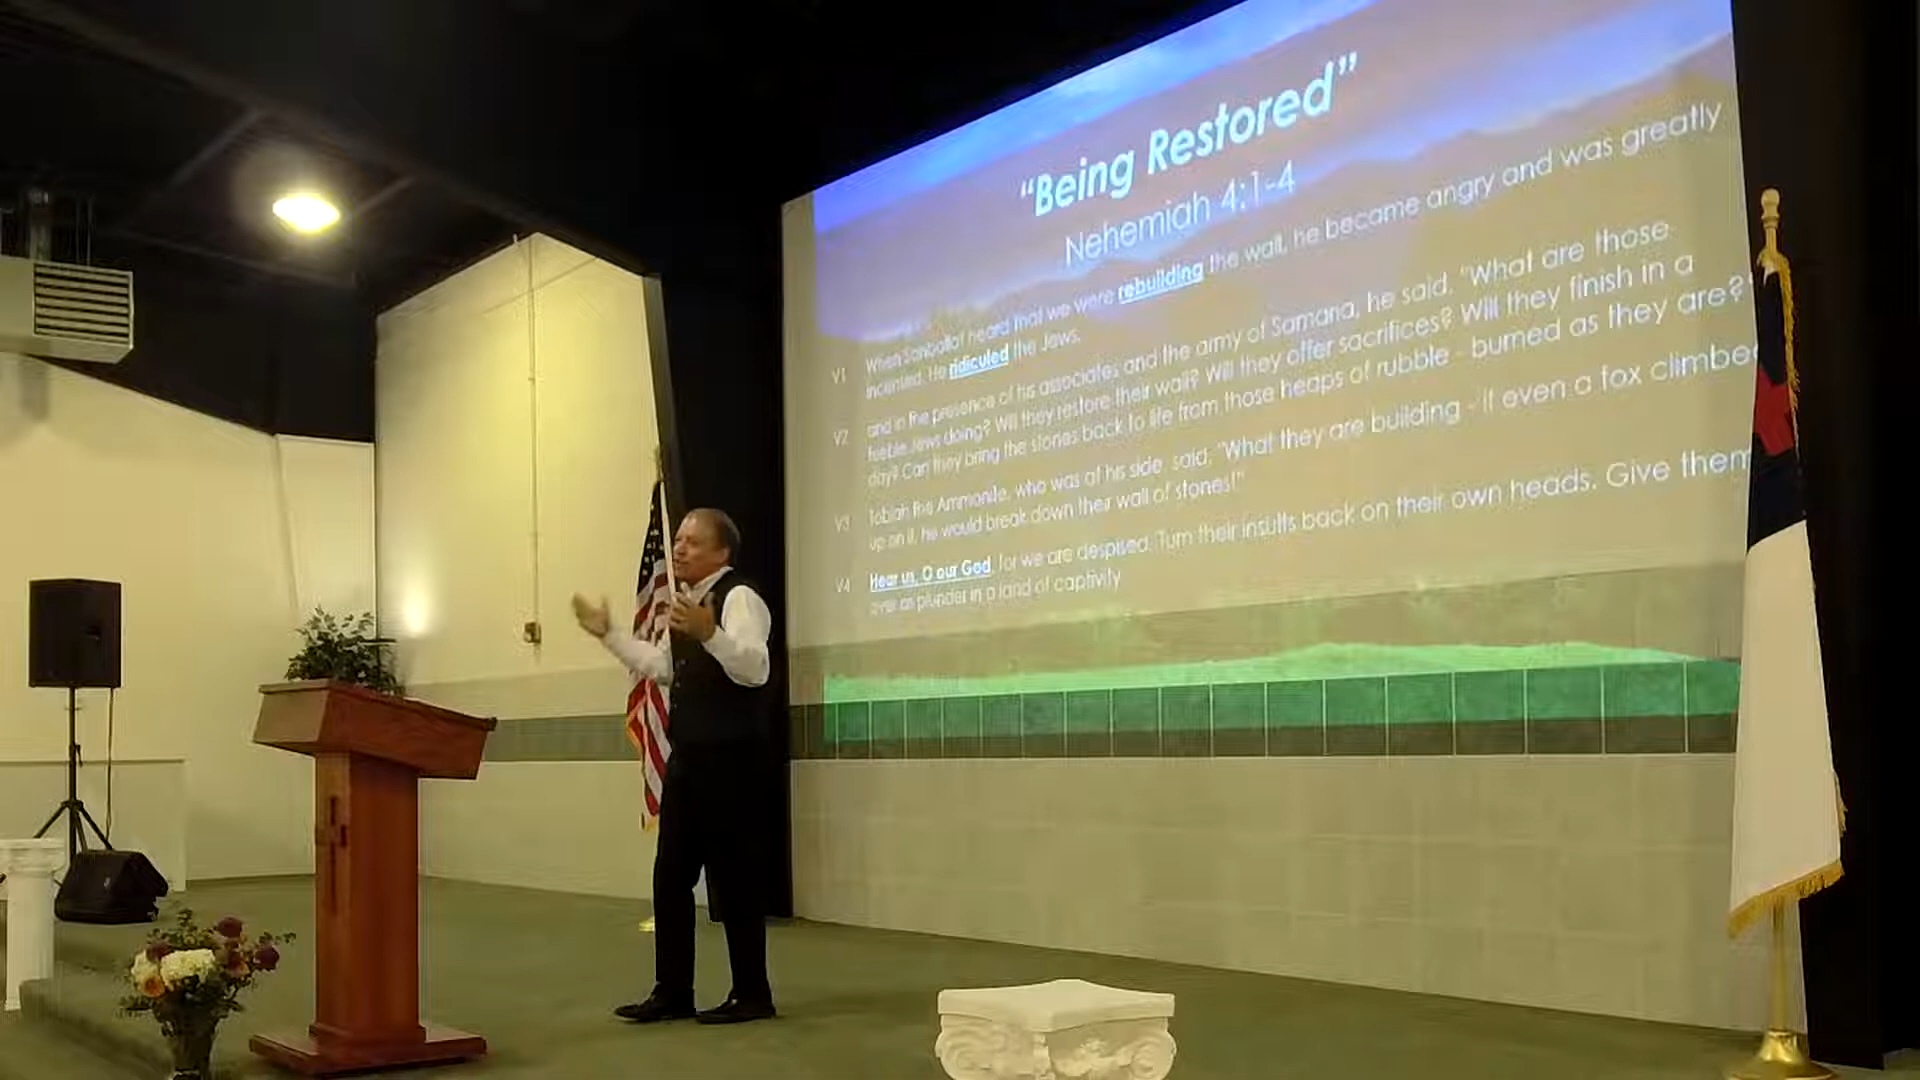 “Being Restored”
Nehemiah 4:1-4
V1 When Sanballat heard that we were rebuilding the wall, he became angry and was greatly
incensed. He ridiculed the Jews,
V2 and in the presence of his associates and the army of Samaria, he said, “What are those
feeble Jews doing? Will they restore their wall? Will they offer sacrifices? Will they finish in a
day? Can they bring the stones back to life from those heaps of rubble - burned as they are?”
V3 Tobiah the Ammonite, who was at his side, said, “What they are building - if even a fox climbed
up on it, he would break down their wall of stones!”
V4 Hear us, O our God, for we are despised. Turn their insults back on their own heads. Give them
over as plunder in a land of captivity